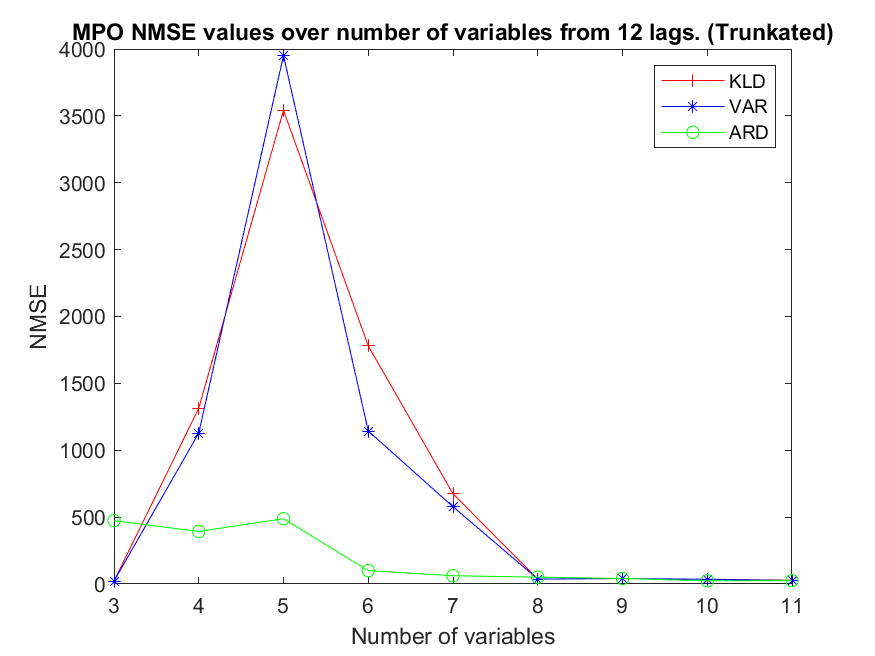 MPO NMSE values over number of variables from 12 lags. (Trunkated)
4000
3500
3000
2500
2000
1500
1000
500
0
NMSE
KLD
VAR
ARD
3 4 5 6 7 8 9 10 11
Number of variables